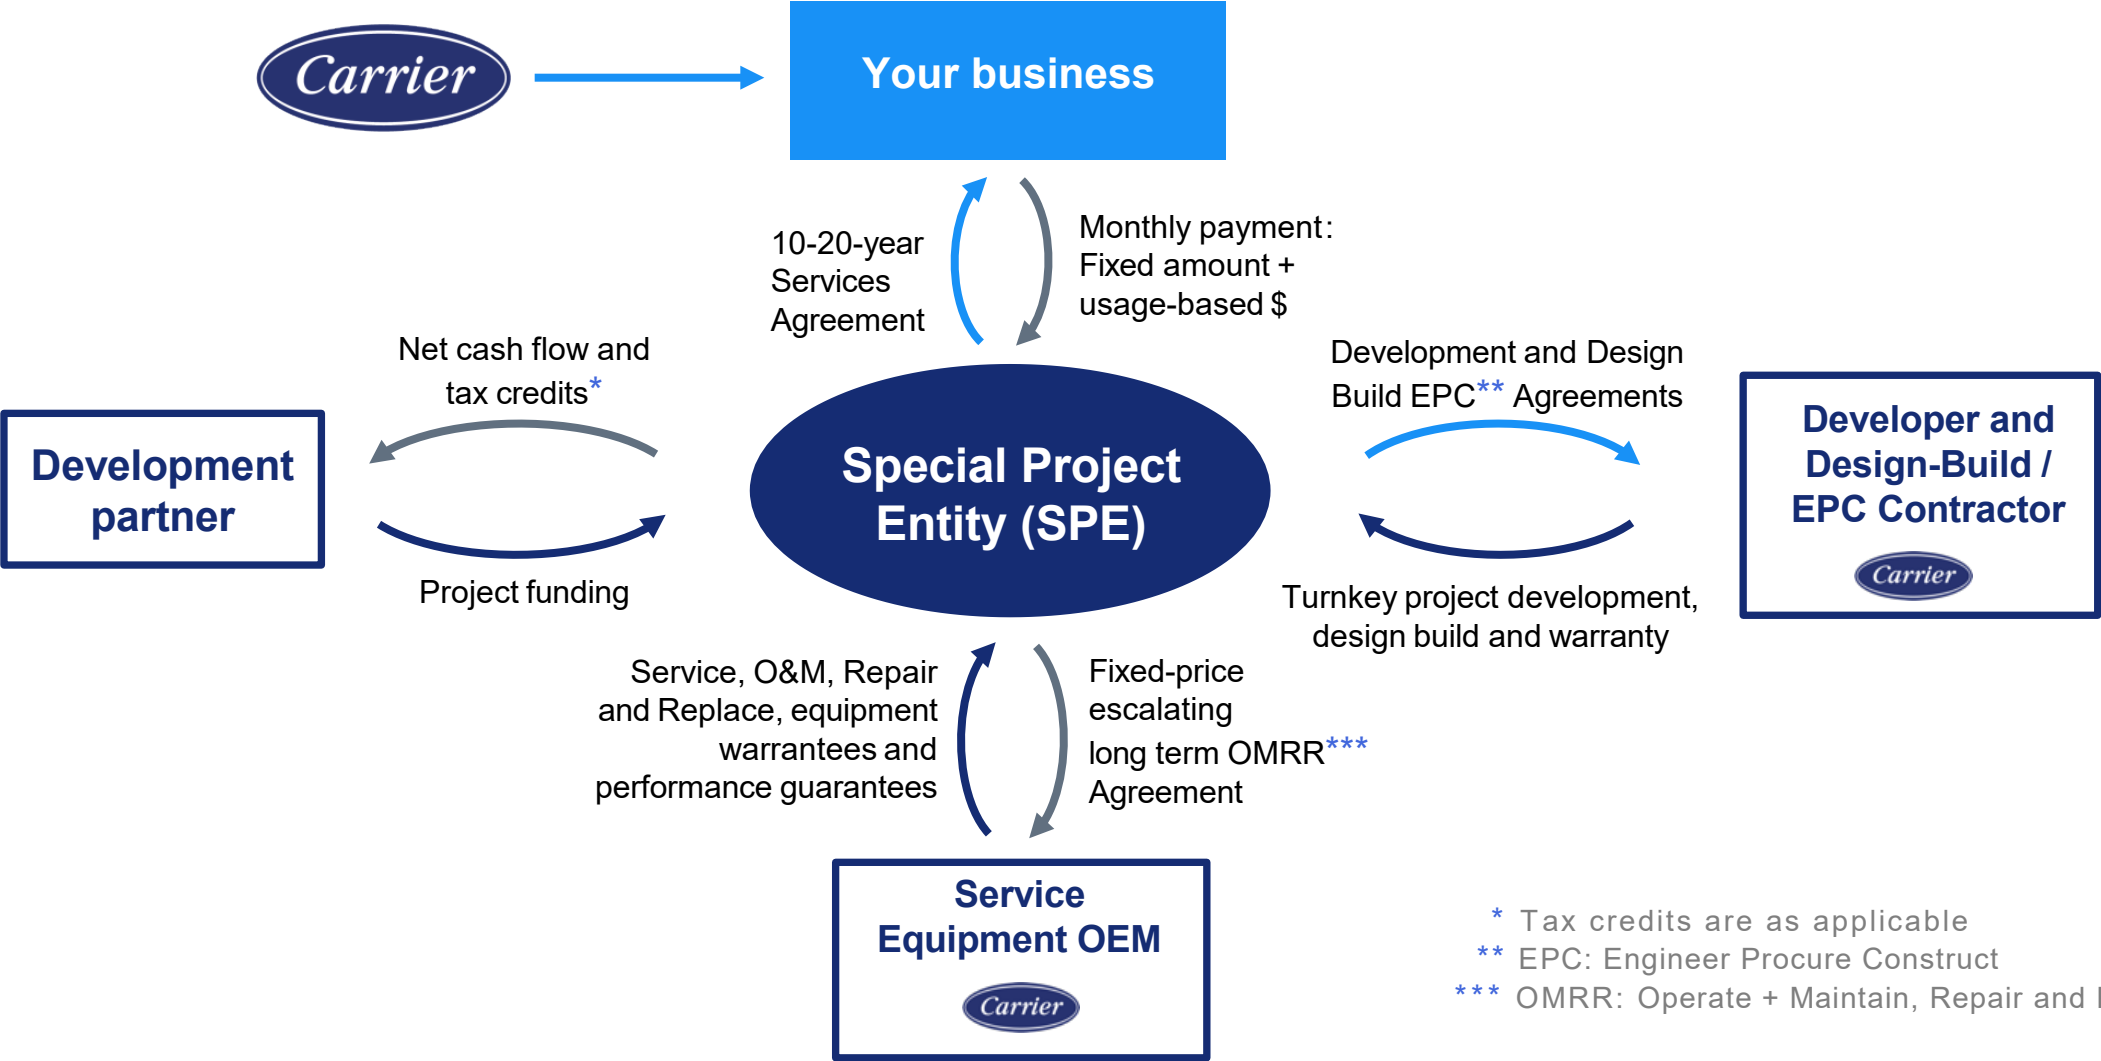 Carrier
Your business
10-20-year
Services
Agreement
Monthly payment:
Fixed amount +
usage-based $
Net cash flow and
tax credits*
Development and Design
Build EPC** Agreements
Development
partner
Special Project
Entity (SPE)
Developer and
Design-Build /
EPC Contractor
Carrier
Project funding
Turnkey project development,
design build and warranty
Service, O&M, Repair
and Replace, equipment
warrantees and
performance guarantees
Fixed-price
escalating
long term OMRR***
Agreement
Service
Equipment OEM
Carrier
* Tax credits are as applicable
** EPC: Engineer Procure Construct
*** OMRR: Operate + Maintain, Repair and